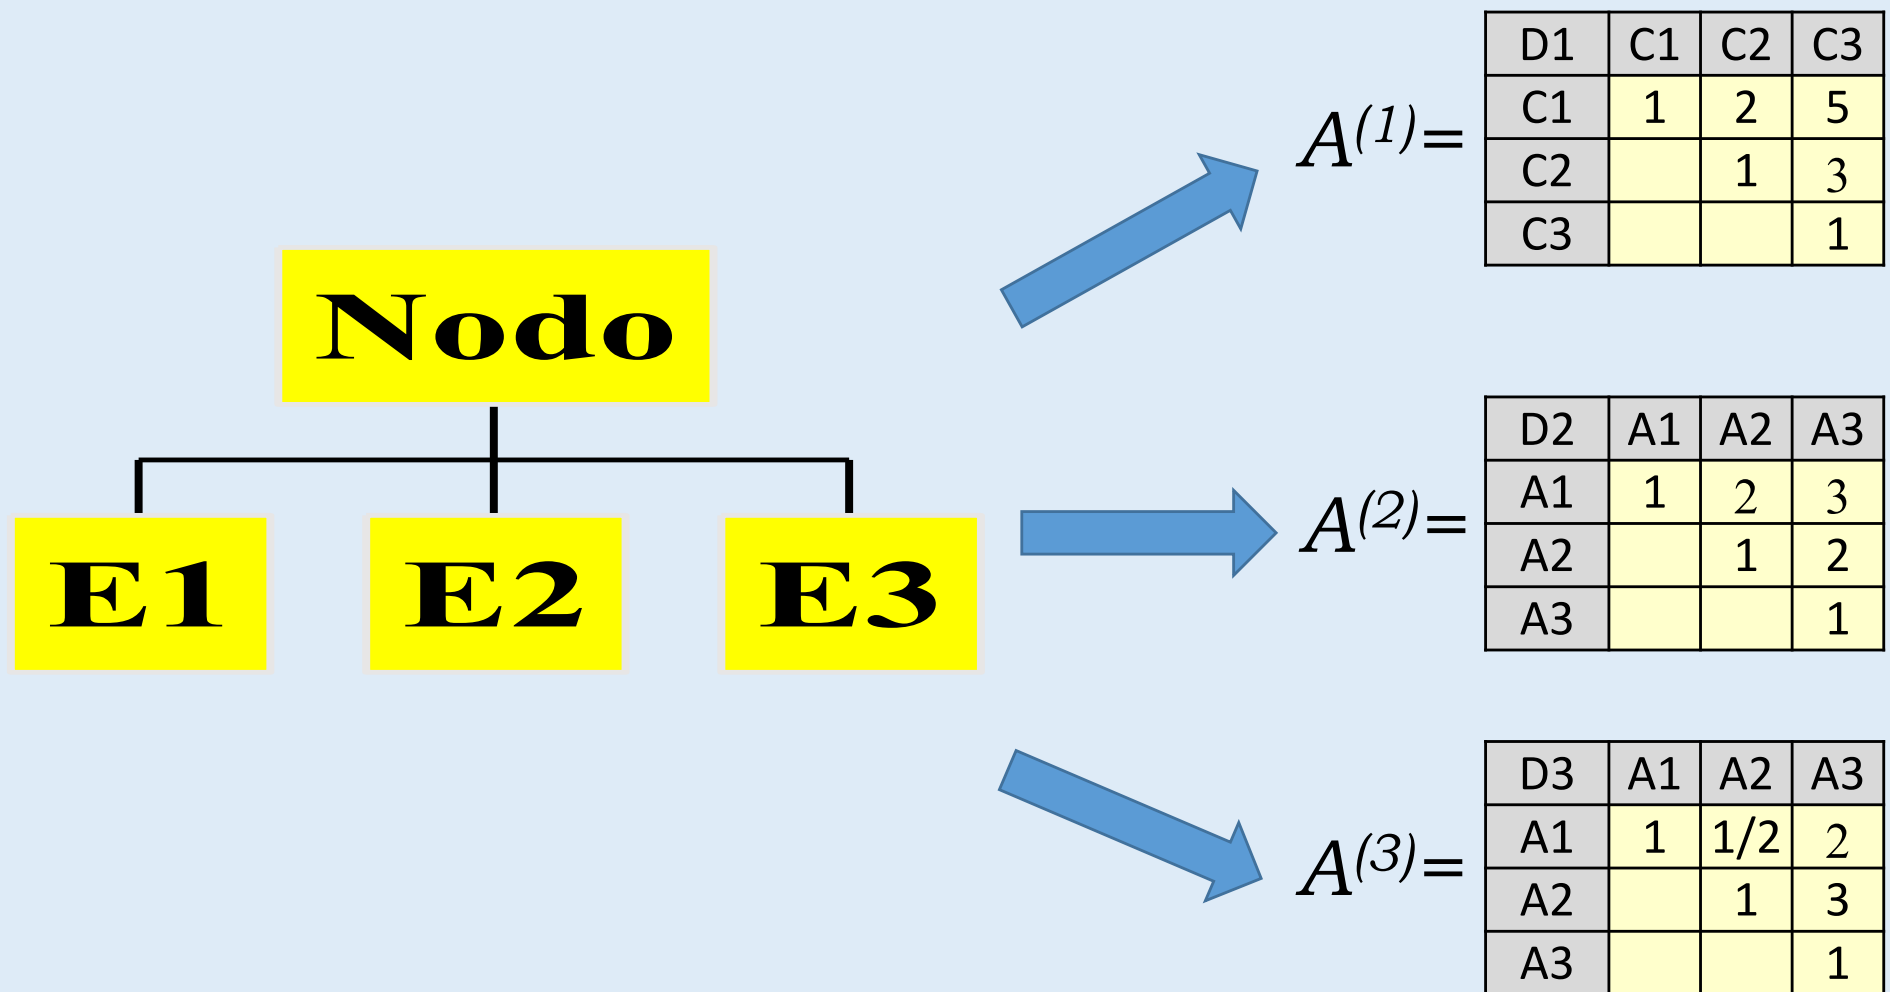 Nodo
E1 E2 E3
A(1)=
D1 C1 C2 C3
C1 1 2 5
C2 1 3
C3 1
A(2)=
D2 A1 A2 A3
A1 1 2 3
A2 1 2
A3 1
A(3)=
D3 A1 A2 A3
A1 1 1/2 2
A2 1 3
A3 1